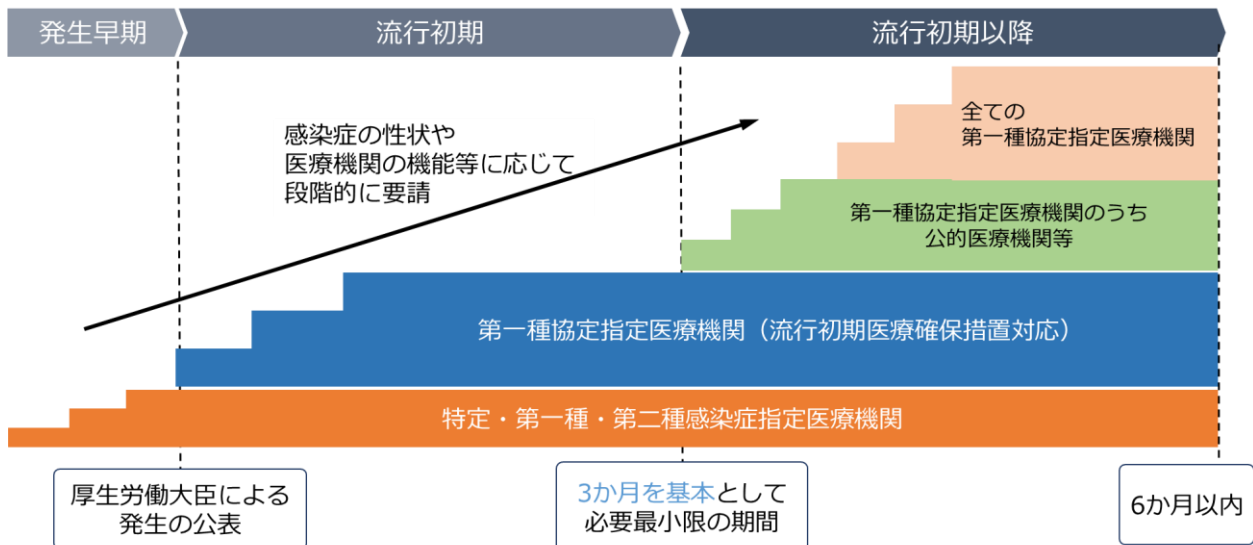 発生早期
流行初期
流行初期以降
感染症の性状や
医療機関の機能等に応じて
段階的に要請
全ての
第一種協定指定医療機関
第一種協定指定医療機関のうち
公的医療機関等
第一種協定指定医療機関（流行初期医療確保措置対応）
特定・第一種・第二種感染症指定医療機関
厚生労働大臣による
発生の公表
3か月を基本として
必要最小限の期間
6か月以内